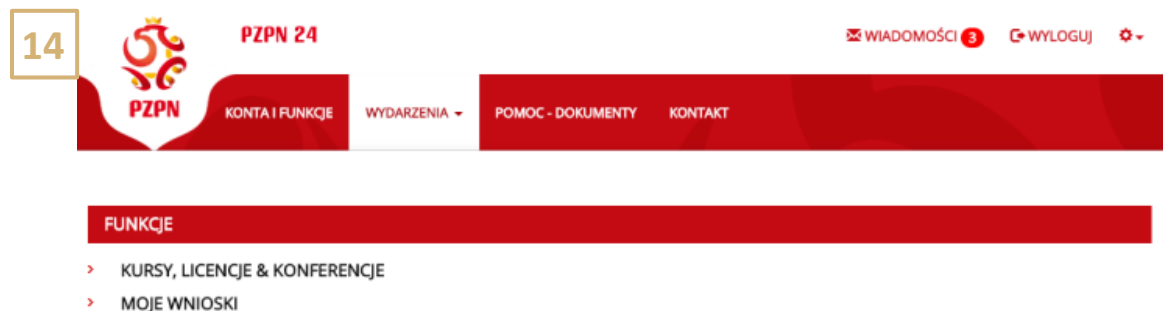 14
PZPN 24
WIADOMOŚCI 3
WYLOGUJ
PZPN
KONTA I FUNKCJE
WYDARZENIA
POMOC - DOKUMENTY
KONTAKT
FUNKCJE
KURSY, LICENCJE & KONFERENCJE
MOJE WNIOSKI